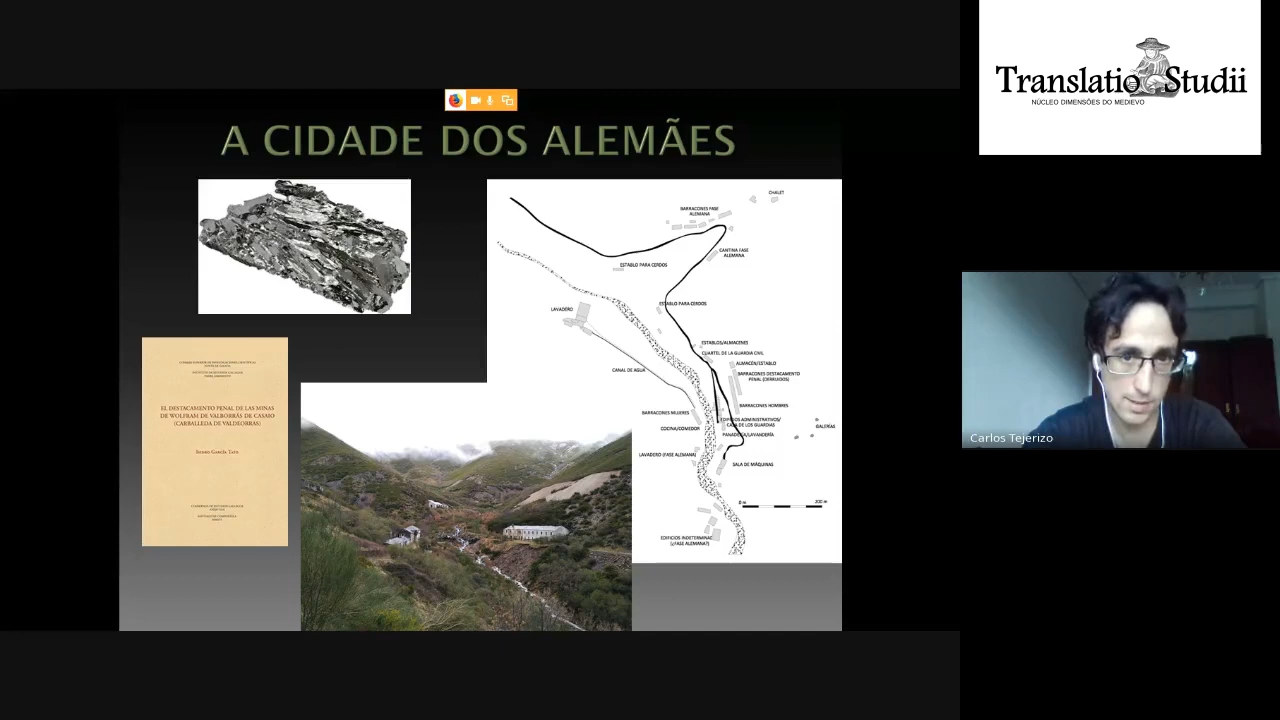 Translatio Studii
NÚCLEO DIMENSÕES DO MEDIEVO
A CIDADE DOS ALEMÃES
CHALET
BARRACONES FASE
ALEMANA
CANTINA FASE
ALEMANA
ESTABLO PARA CERDOS
ESTABLO PARA CERDOS
LAVADERO
ESTABLOS/ALMACENES
CUARTEL DE LA GUARDIA CIVIL
ALMACÉN/ESTABLO
CANAL DE AGUA
BARRACONES DESTACAMENTO
PENAL (DERRUIDOS)
BARRACONES HOMBRES
BARRACONES MUJERES
EDIFICIOS ADMINISTRATIVOS/
CASA DE LOS GUARDIAS
GALERÍAS
COCINA/COMEDOR
PANADERÍA/LAVANDERÍA
LAVADERO (FASE ALEMANA)
SALA DE MÁQUINAS
0 m
200 m
EDIFICIOS INDETERMINAD
(¿FASE ALEMANA?)
EL DESTACAMENTO PENAL DE LAS MINAS
DE WOLFRAM DE VALBORRÁS DE CASAIO
(CARBALLEDA DE VALDEORRAS)
Carlos Tejerizo